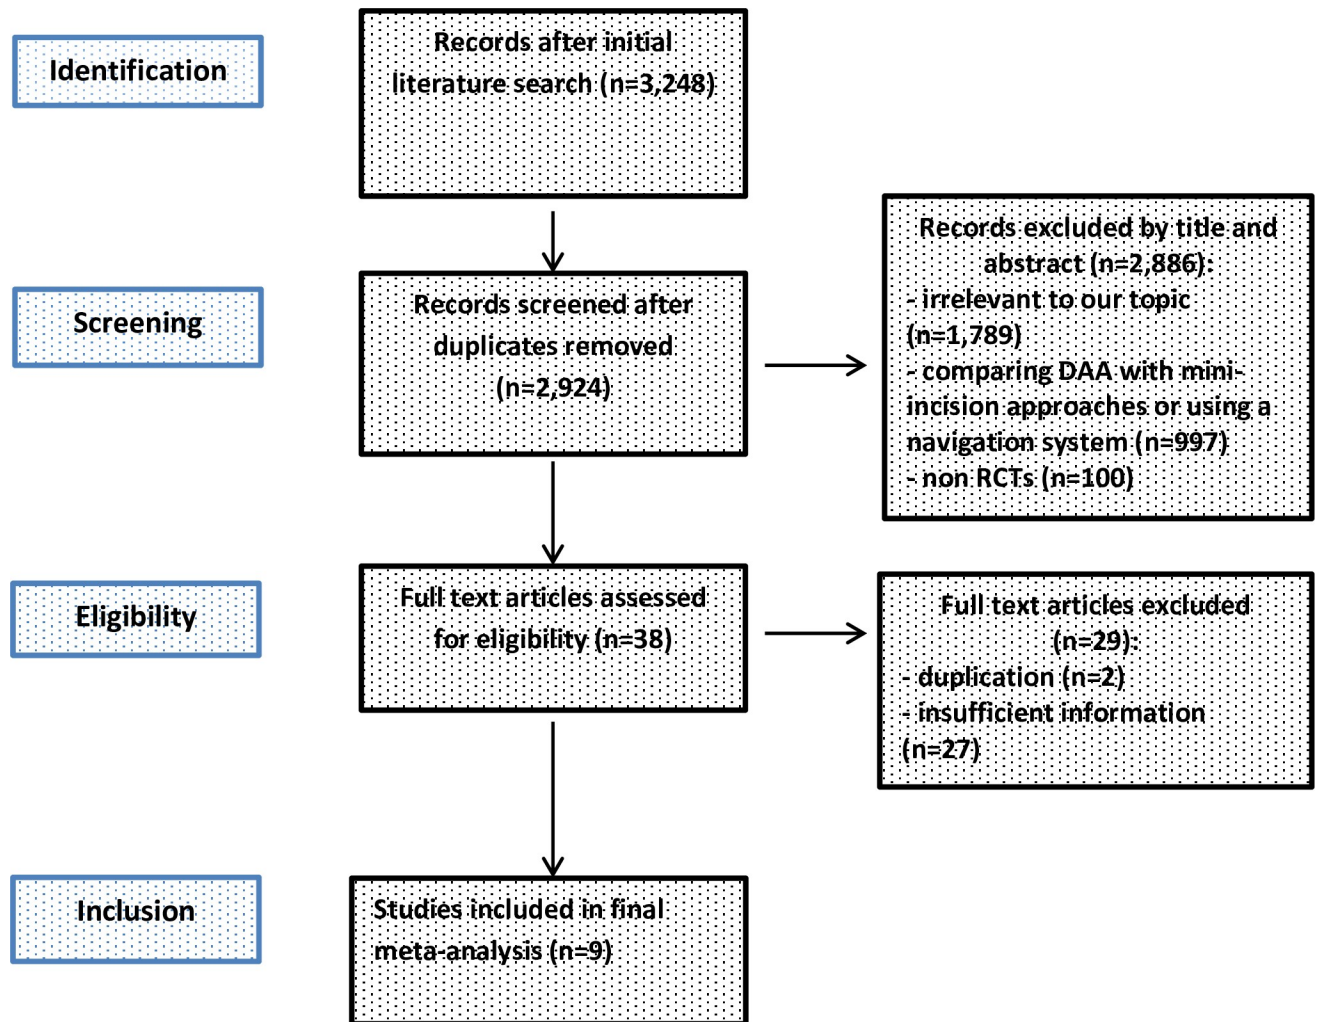 Identification
Records after initial
literature search (n=3,248)
Screening
Records screened after
duplicates removed
(n=2,924)
Records excluded by title and
abstract (n=2,886):
- irrelevant to our topic
(n=1,789)
- comparing DAA with mini-
incision approaches or using a
navigation system (n=997)
- non RCTs (n=100)
Eligibility
Full text articles assessed
for eligibility (n=38)
Full text articles excluded
(n=29):
- duplication (n=2)
- insufficient information
(n=27)
Inclusion
Studies included in final
meta-analysis (n=9)